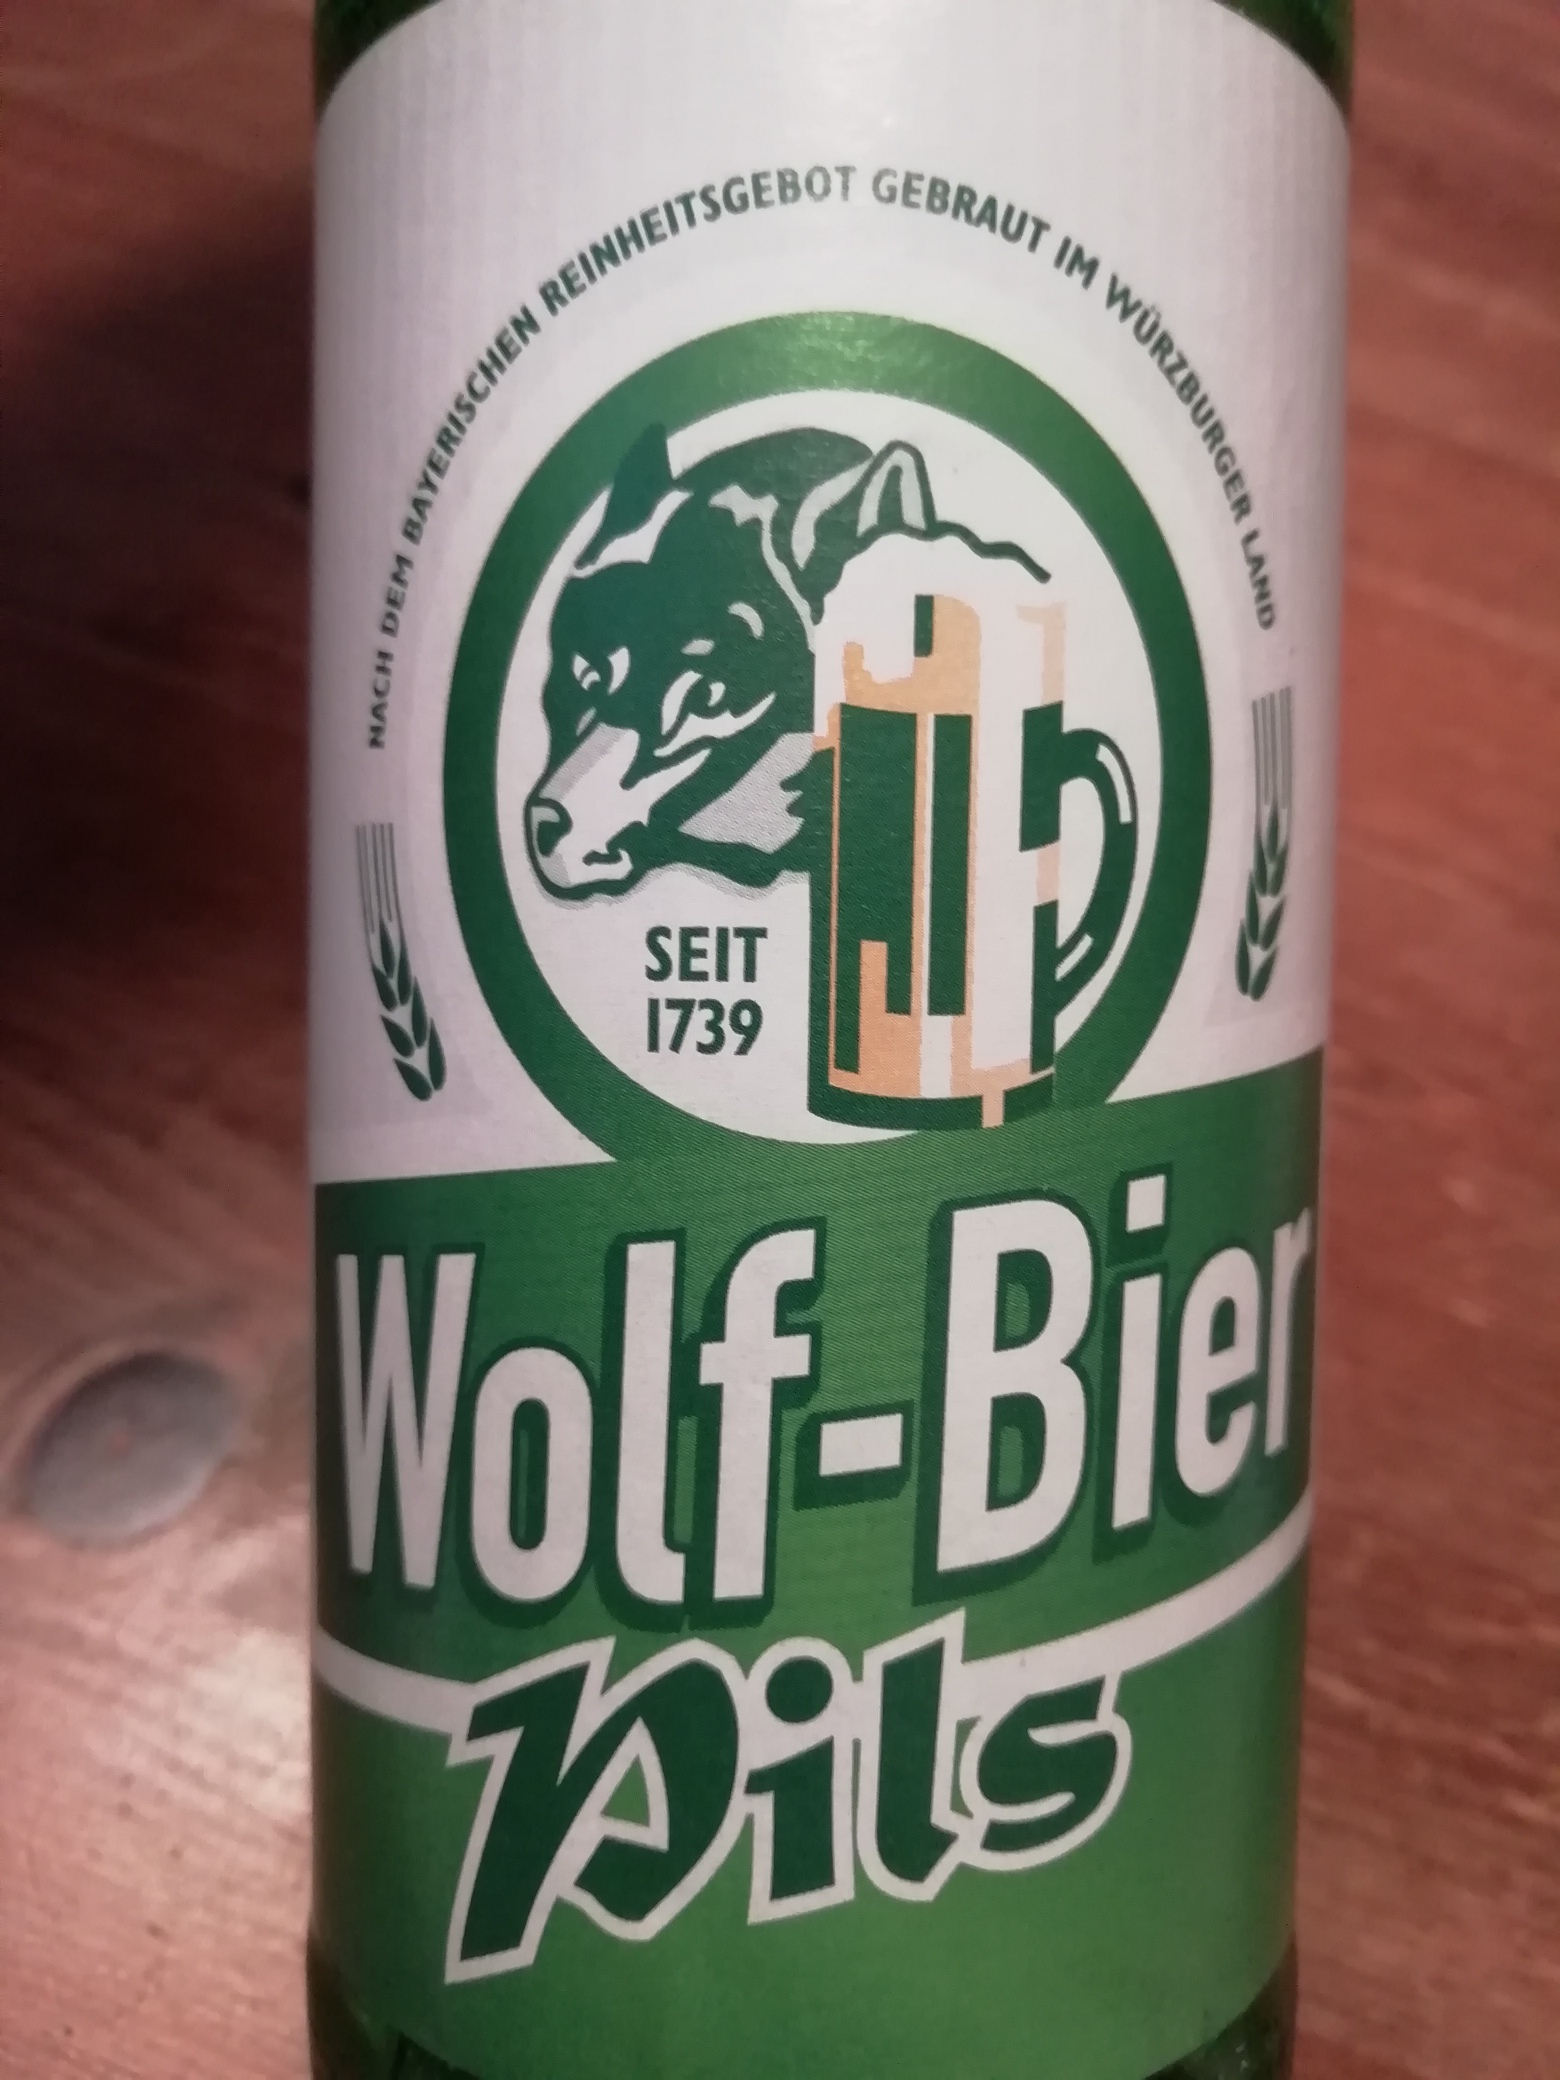 NACH DEM BAYERISCHEN REINHEITSGEBOT GEBRAUT IM WÜRZBURGER LAND
SEIT
1739
Wolf-Bier
Pils